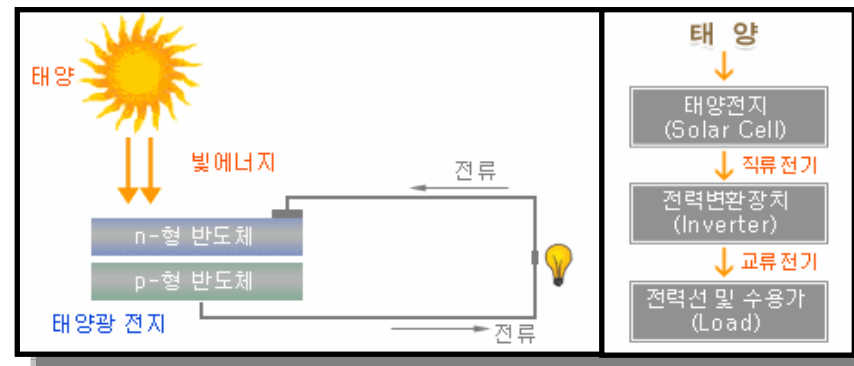 태양
빛에너지
전류
n-형 반도체
p-형 반도체
태양광 전지
전류
태 양
태양전지
(Solar Cell)
직류전기
전력변환장치
(Inverter)
교류전기
전력선 및 수용가
(Load)